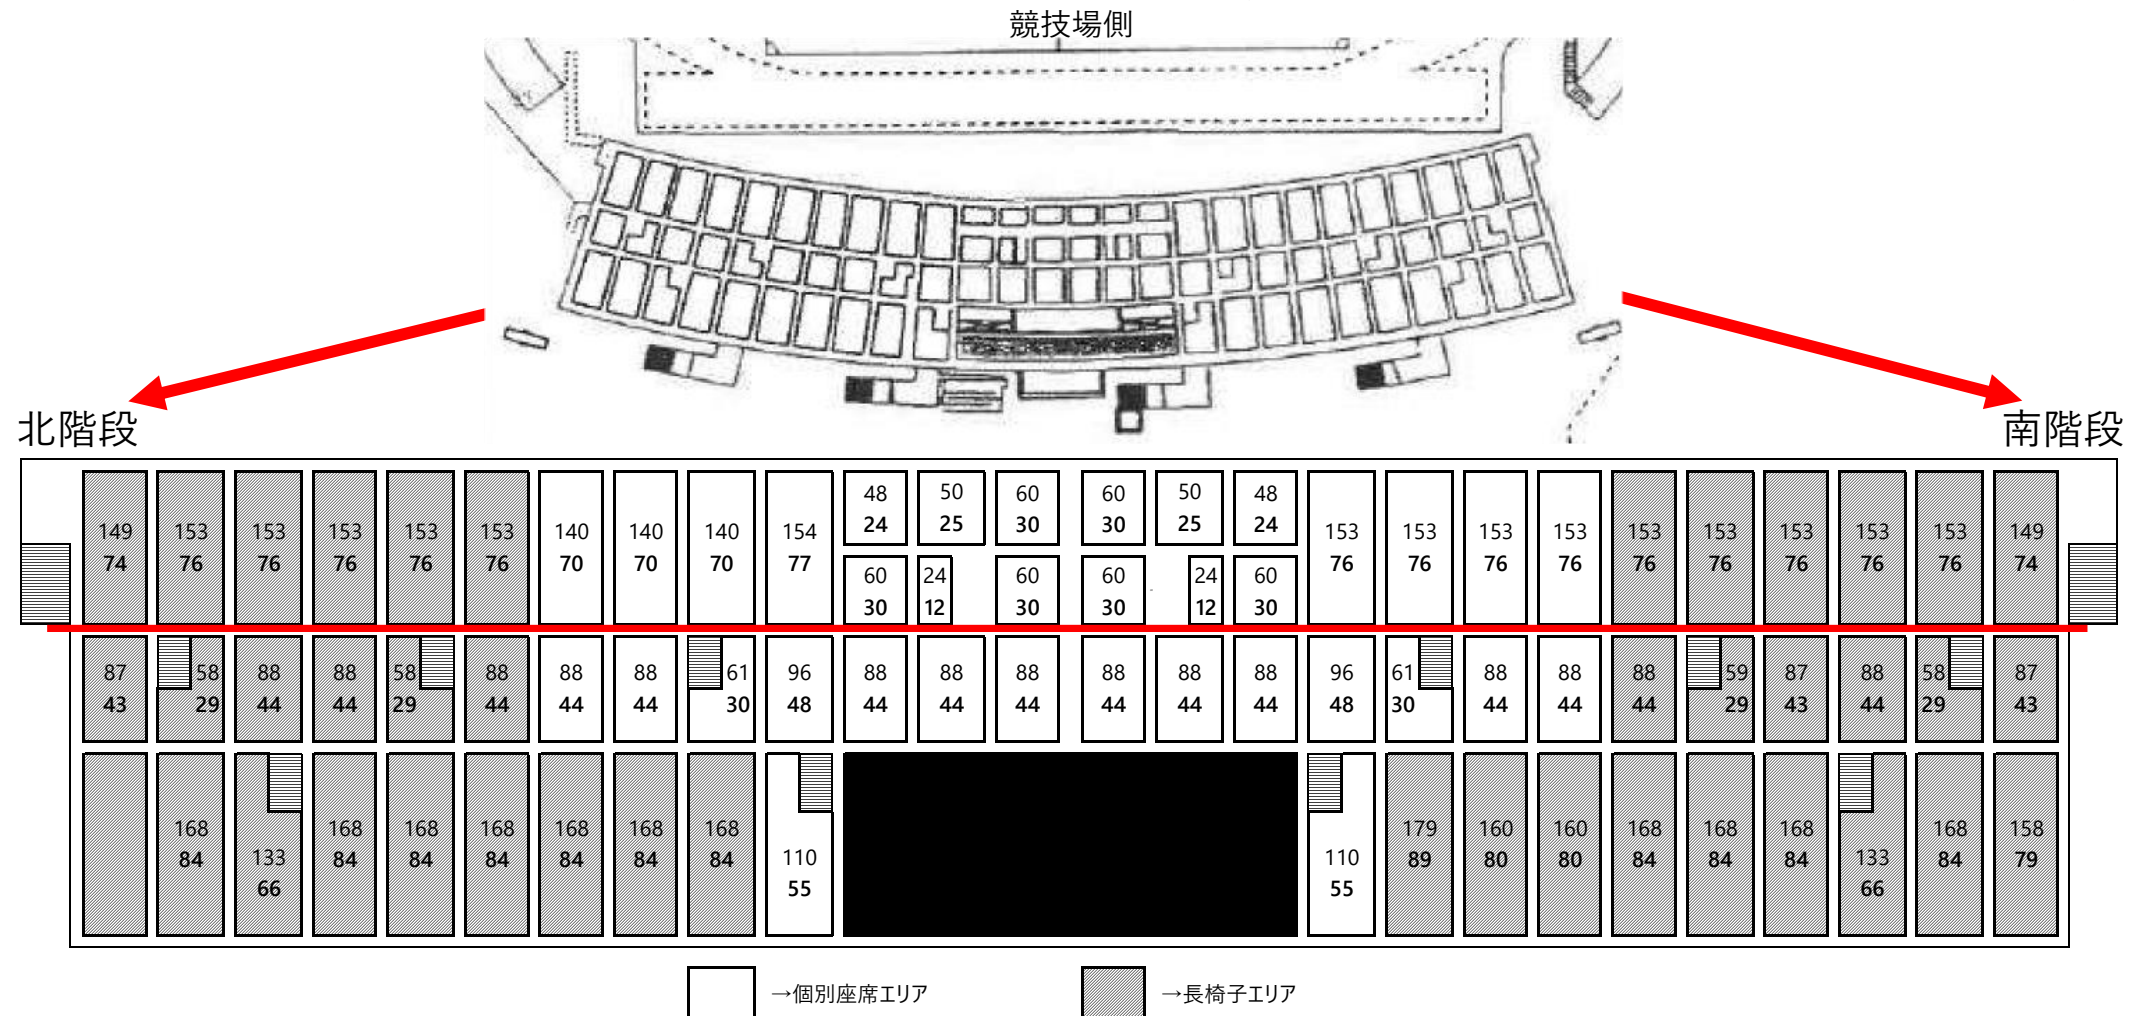 競技場側
北階段
南階段
149 153 153 153 153 153 140 140 140 154 48 50 60 60 50 48 153 153 153 153 153 153 153 153 153 149
74 76 76 76 76 76 70 70 70 77 24 25 30 30 25 24 76 76 76 76 76 76 76 76 76 74
60 24 60 60 24 60
30 12 30 30 12 30
87 58 88 88 58 88 88 88 61 96 88 88 88 88 88 88 96 61 88 88 88 59 87 88 58 87
43 29 44 44 29 44 44 44 30 48 44 44 44 44 44 44 48 30 44 44 44 29 43 44 29 43
168 133 168 168 168 168 168 168 110 110 179 160 160 168 168 168 133 168 158
84 66 84 84 84 84 84 84 55 55 89 80 80 84 84 84 66 84 79
→個別座席エリア
→長椅子エリア